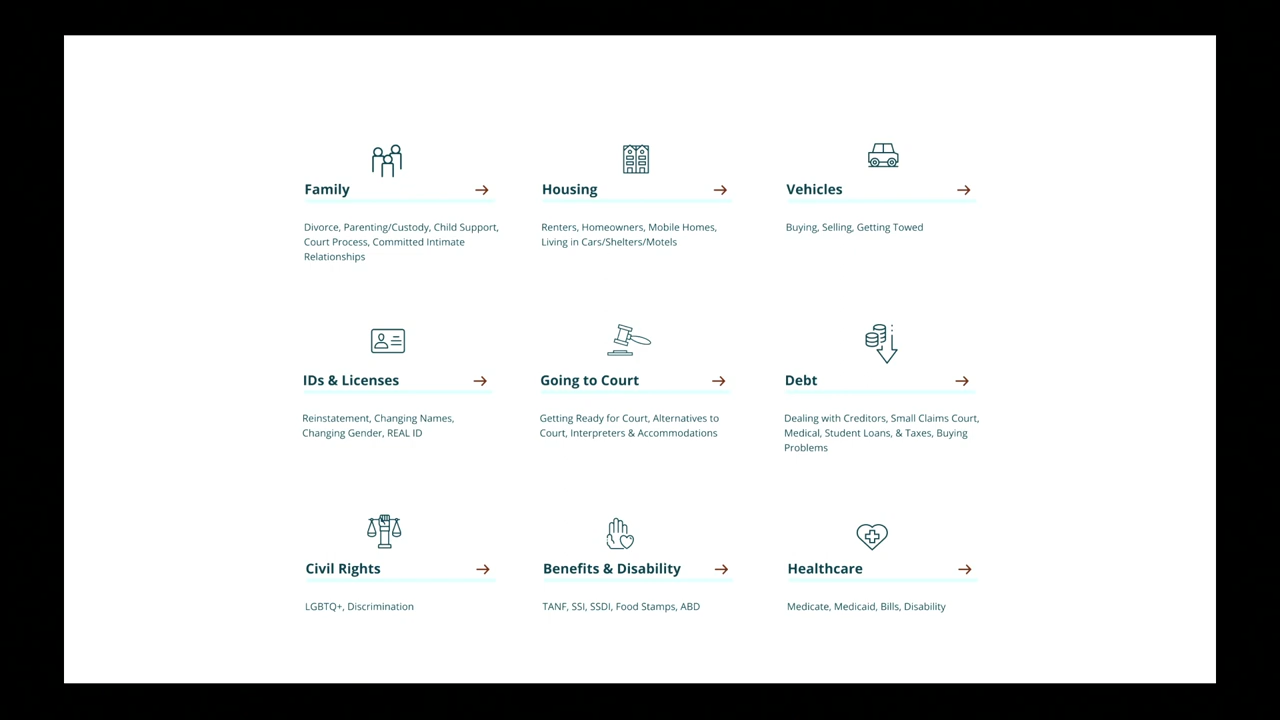 Family
Divorce, Parenting/Custody, Child Support,
Court Process, Committed Intimate
Relationships
Housing
Renters, Homeowners, Mobile Homes,
Living in Cars/Shelters/Motels
Vehicles
Buying, Selling, Getting Towed
IDs & Licenses
Reinstatement, Changing Names,
Changing Gender, REAL ID
Going to Court
Getting Ready for Court, Alternatives to
Court, Interpreters & Accommodations
Debt
Dealing with Creditors, Small Claims Court,
Medical, Student Loans, & Taxes, Buying
Problems
Civil Rights
LGBTQ+, Discrimination
Benefits & Disability
TANF, SSI, SSDI, Food Stamps, ABD
Healthcare
Medicate, Medicaid, Bills, Disability